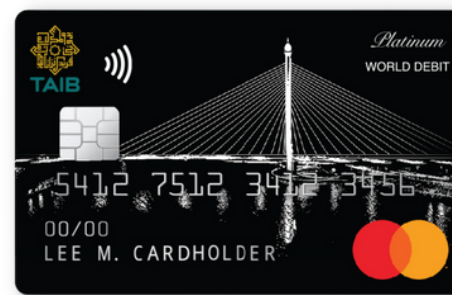 Platinum
WORLD DEBIT
TAIB
5412 7512 3412 3456
00/00
LEE M. CARDHOLDER